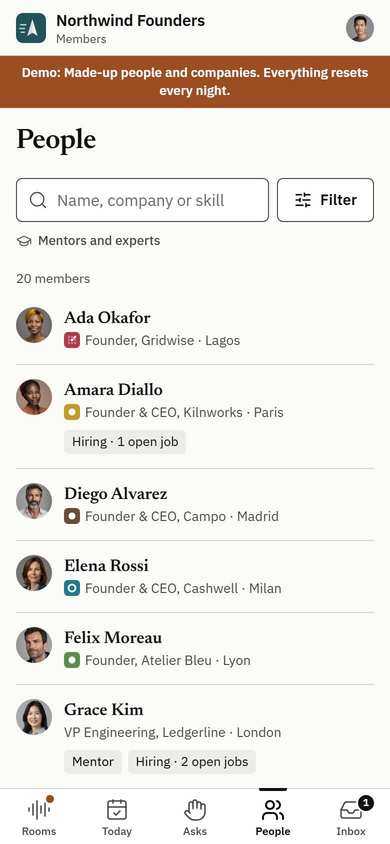 Northwind Founders
Members
Demo: Made-up people and companies. Everything resets
every night.
People
Name, company or skill
Filter
Mentors and experts
20 members
Ada Okafor
Founder, Gridwise · Lagos
Amara Diallo
Founder & CEO, Kilnworks · Paris
Hiring · 1 open job
Diego Alvarez
Founder & CEO, Campo · Madrid
Elena Rossi
Founder & CEO, Cashwell · Milan
Felix Moreau
Founder, Atelier Bleu · Lyon
Grace Kim
VP Engineering, Ledgerline · London
Mentor Hiring · 2 open jobs
1
Rooms Today Asks People Inbox